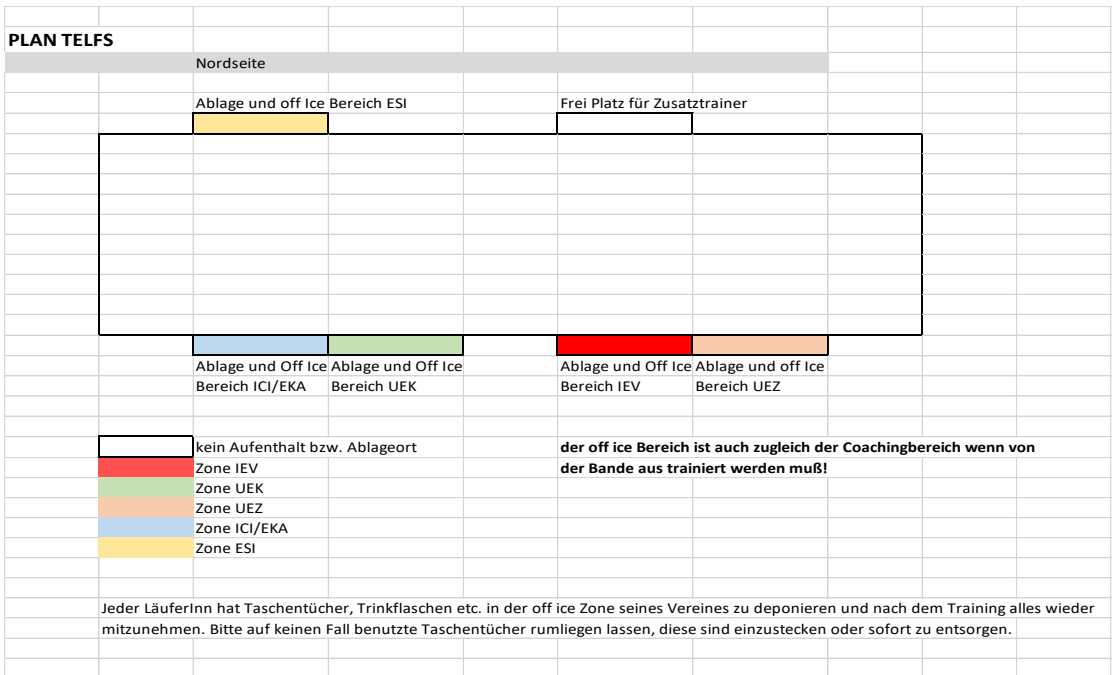 PLAN TELFS
Nordseite
Ablage und off Ice Bereich ESI
Frei Platz für Zusatztrainer
Ablage und Off Ice
Bereich ICI/EKA
Ablage und Off Ice
Bereich UEK
Ablage und Off Ice
Bereich IEV
Ablage und off Ice
Bereich UEZ
kein Aufenthalt bzw. Ablageort
Zone IEV
Zone UEK
Zone UEZ
Zone ICI/EKA
Zone ESI
der off ice Bereich ist auch zugleich der Coachingbereich wenn von
der Bande aus trainiert werden muß!
Jeder LäuferInn hat Taschentücher, Trinkflaschen etc. in der off ice Zone seines Vereines zu deponieren und nach dem Training alles wieder
mitzunehmen. Bitte auf keinen Fall benutzte Taschentücher rumliegen lassen, diese sind einzustecken oder sofort zu entsorgen.